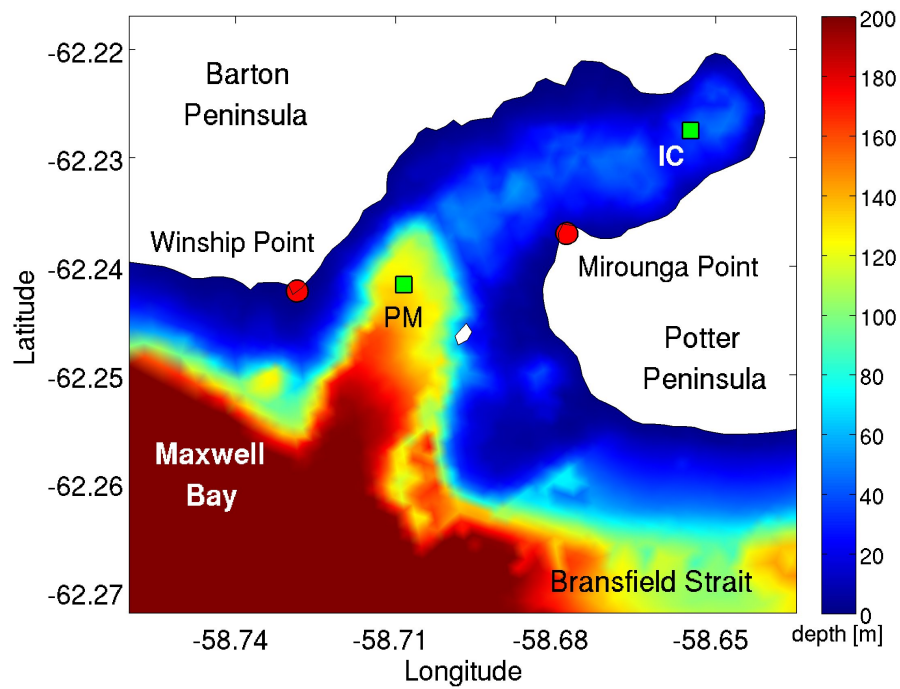 200
-62.22
Barton
Peninsula
180
160
-62.23
IC
140
Winship Point
120
-62.24
Mirounga Point
PM
100
Latitude
Potter
Peninsula
80
-62.25
Maxwell
Bay
60
-62.26
40
Bransfield Strait
20
-62.27
0
depth [m]
-58.74
-58.71
-58.68
-58.65
Longitude